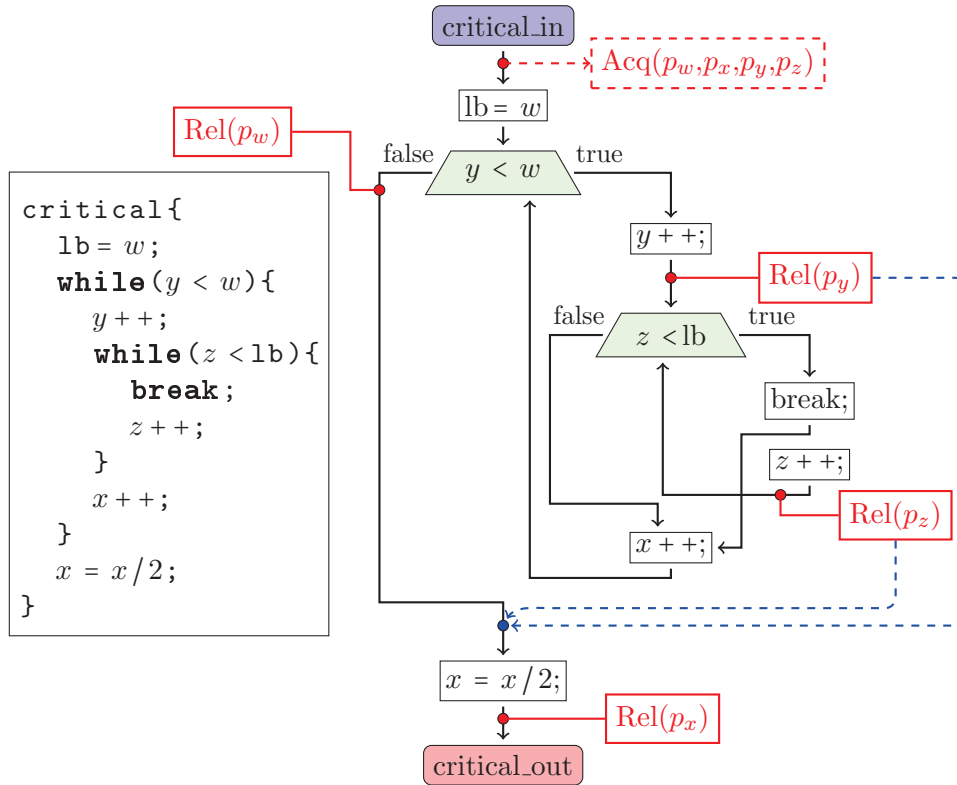 critical_in
Acq(p_w,p_x,p_y,p_z)
lb = w
Rel(p_w)
false
true
y < w
critical{
lb = w;
while(y < w){
y ++;
while(z < lb){
break;
z ++;
}
x ++;
}
x = x/2;
}
y ++;
Rel(p_y)
false
true
z < lb
break;
z ++;
Rel(p_z)
x ++;
x = x/2;
Rel(p_x)
critical_out